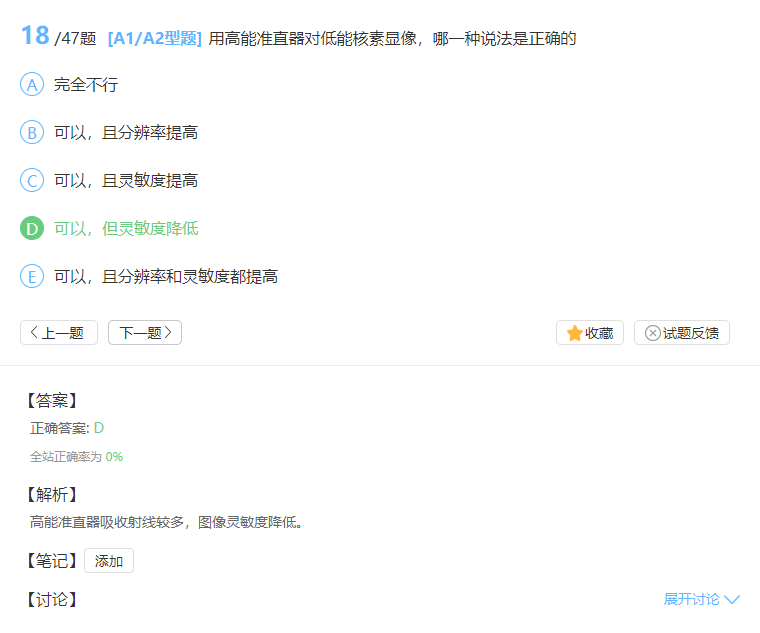 18 /47题 [A1/A2型题] 用高能准直器对低能核素显像，哪一种说法是正确的
A 完全不行
B 可以，且分辨率提高
C 可以，且灵敏度提高
D 可以，但灵敏度降低
E 可以，且分辨率和灵敏度都提高
上一题 下一题 收藏 试题反馈
【答案】
正确答案: D
全站正确率为 0%
【解析】
高能准直器吸收射线较多，图像灵敏度降低。
【笔记】 添加
【讨论】 展开讨论